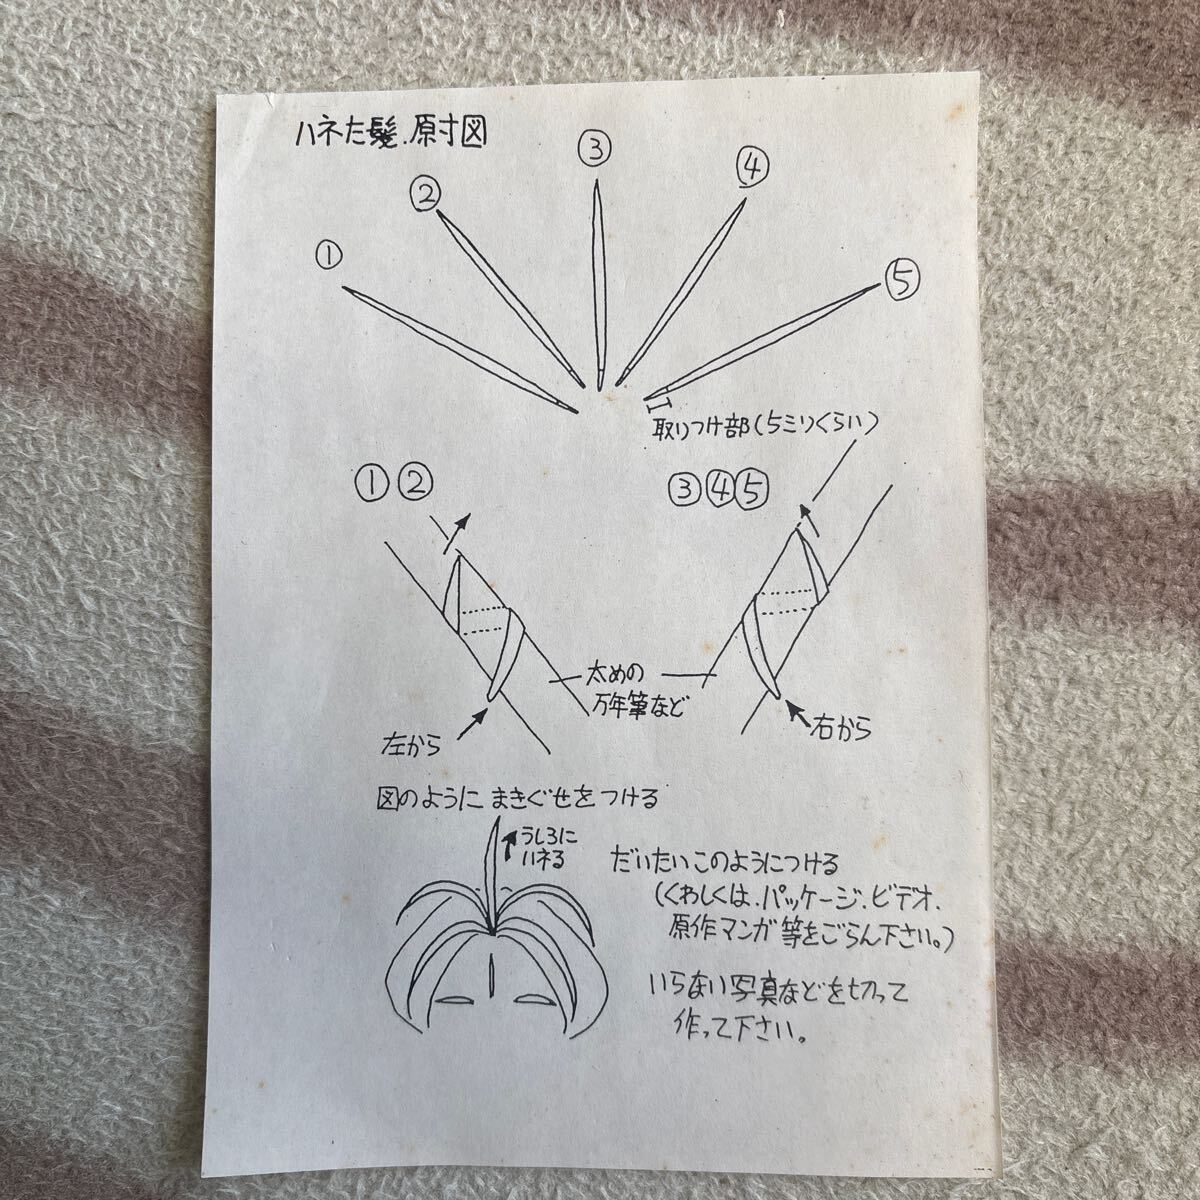 ハネた髪.原寸図
①
②
③
④
⑤
取りつけ部(5ミリくらい)
①②
③④⑤
太めの
万年筆など
左から
右から
図のように まきぐせを つける
うしろに
ハネる
だいたいこのようにつける
(くわしくは.パッケージ.ビデオ.
原作マンガ等をごらん下さい。)
いらない写真などを切って
作って下さい。